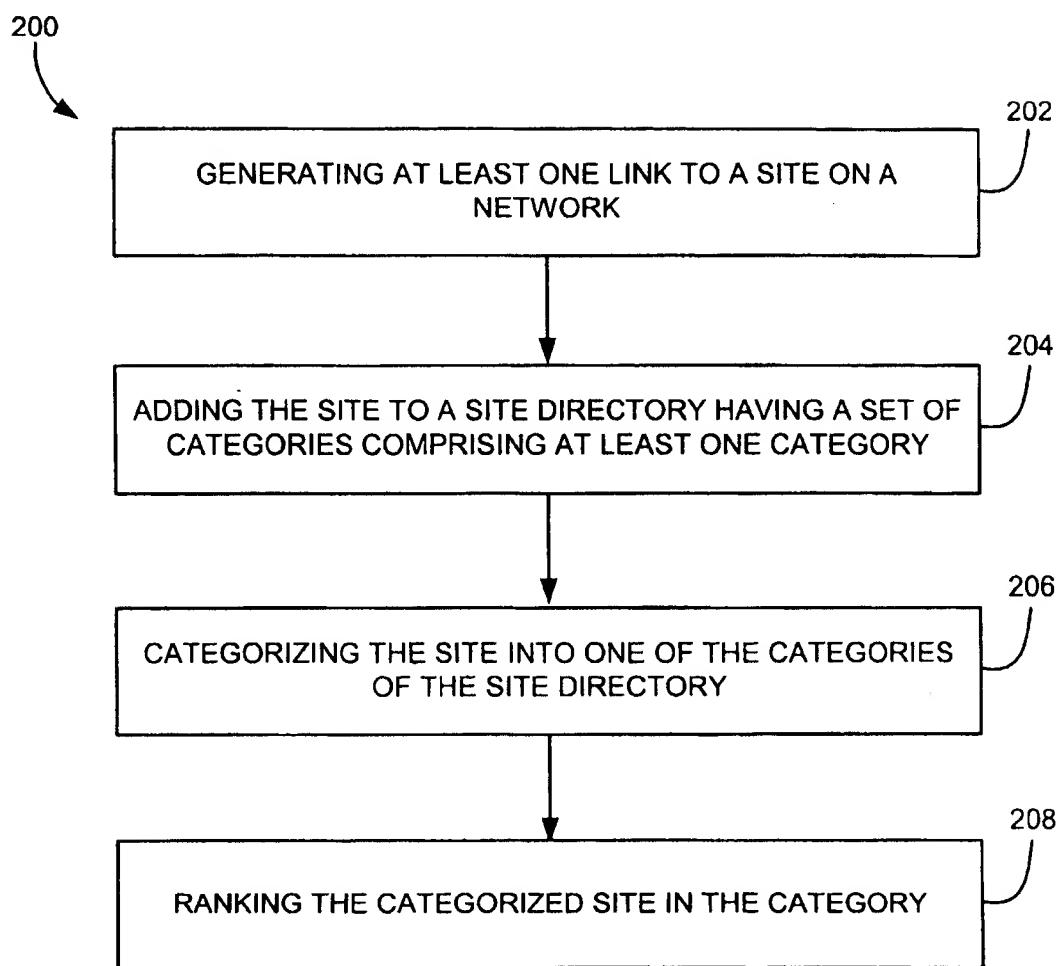 200
202
GENERATING AT LEAST ONE LINK TO A SITE ON A
NETWORK
204
ADDING THE SITE TO A SITE DIRECTORY HAVING A SET OF
CATEGORIES COMPRISING AT LEAST ONE CATEGORY
206
CATEGORIZING THE SITE INTO ONE OF THE CATEGORIES
OF THE SITE DIRECTORY
208
RANKING THE CATEGORIZED SITE IN THE CATEGORY